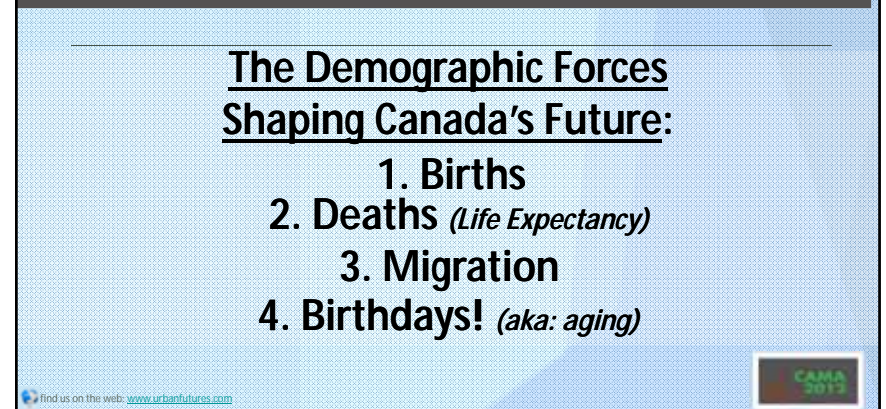 The Demographic Forces
Shaping Canada's Future:
1. Births
2. Deaths (Life Expectancy)
3. Migration
4. Birthdays! (aka: aging)
find us on the web: www.urbanfutures.com
CAMA
2013